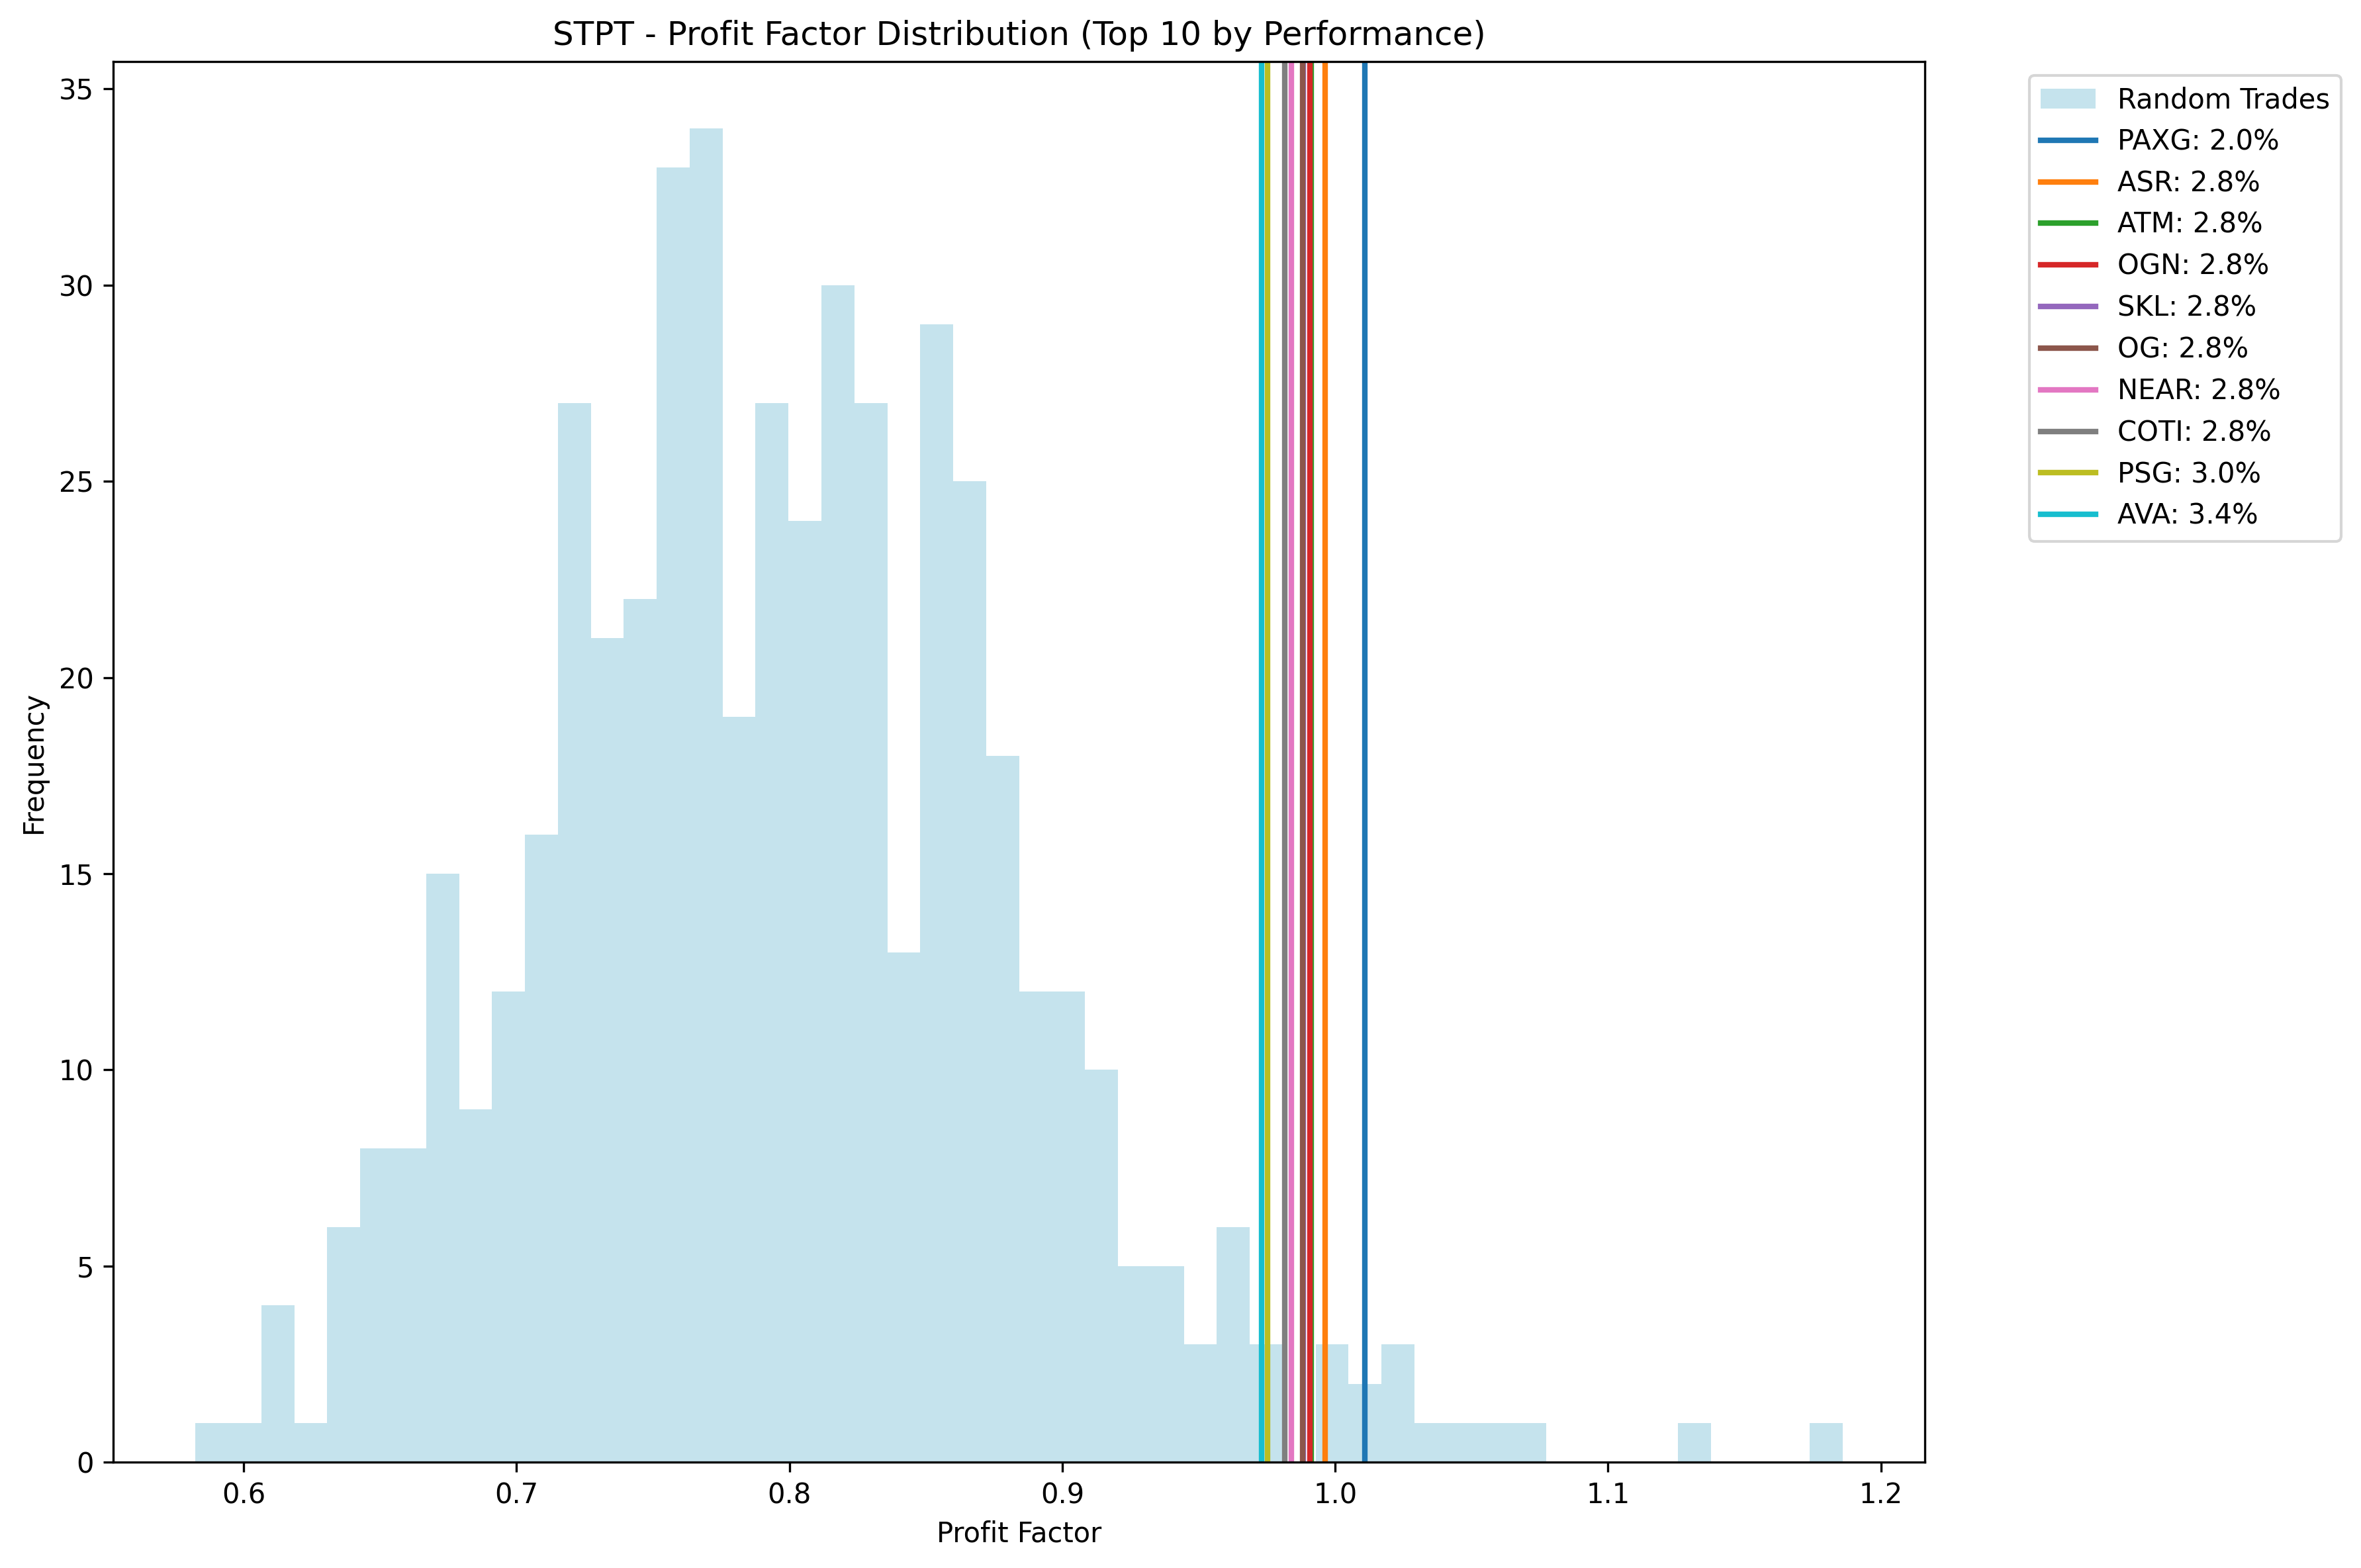 STPT - Profit Factor Distribution (Top 10 by Performance)
35
30
25
20
15
10
5
0
Frequency
0.6 0.7 0.8 0.9 1.0 1.1 1.2
Profit Factor
Random Trades
PAXG: 2.0%
ASR: 2.8%
ATM: 2.8%
OGN: 2.8%
SKL: 2.8%
OG: 2.8%
NEAR: 2.8%
COTI: 2.8%
PSG: 3.0%
AVA: 3.4%